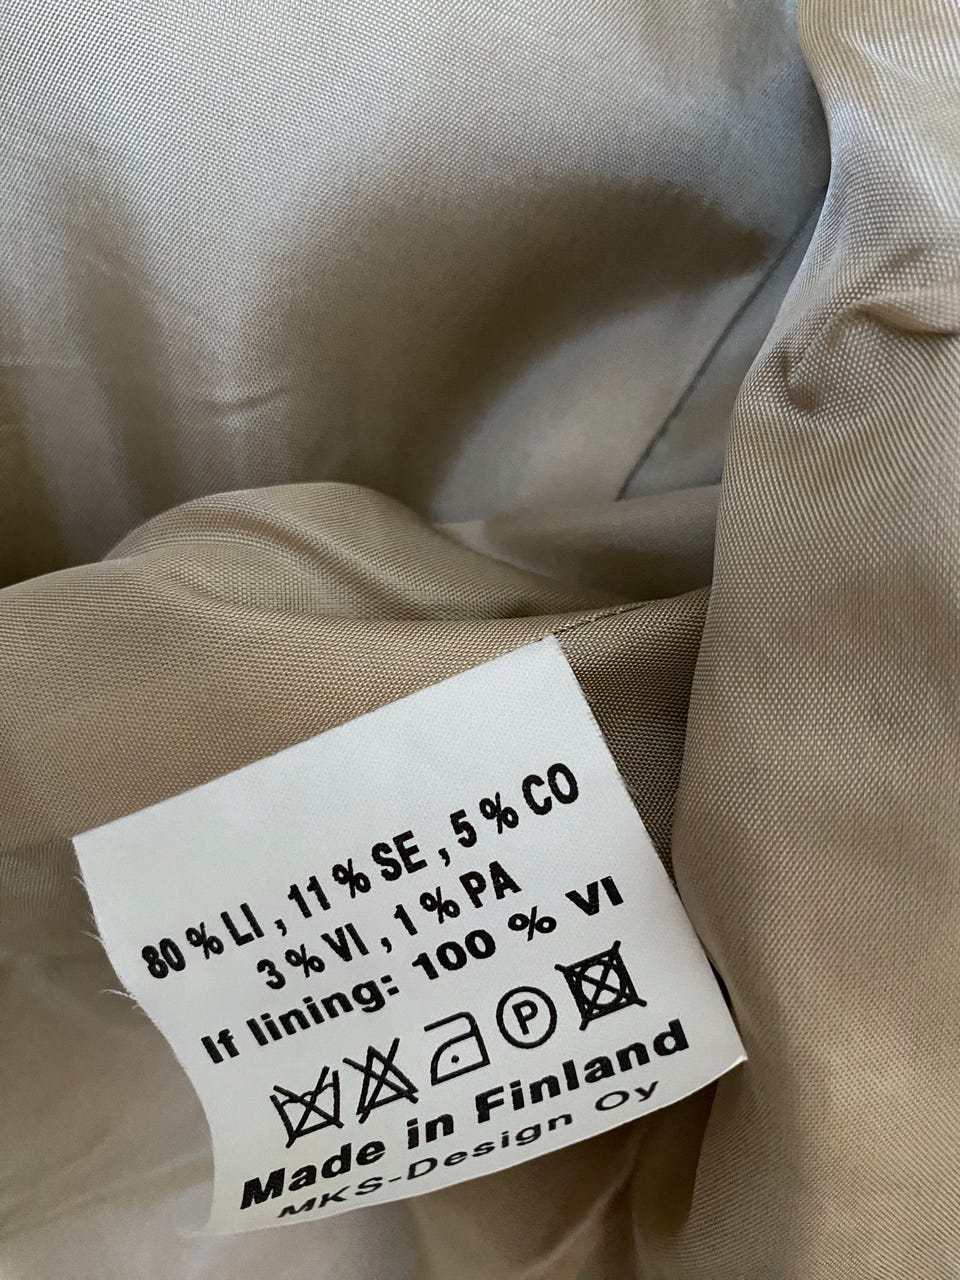 80 % LI , 11 % SE , 5 % CO
3 % VI , 1 % PA
If lining: 100 % VI
P
Made in Finland
MKS-Design Oy